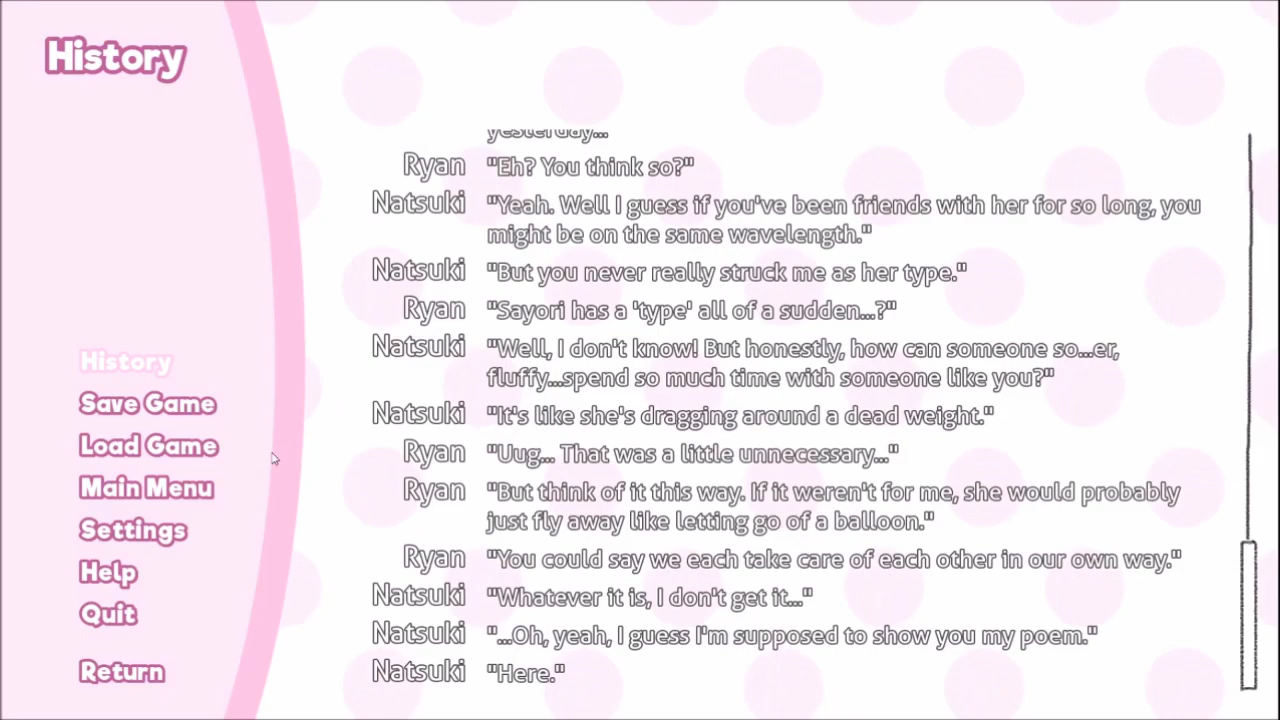 History
yesterday...
Ryan "Eh? You think so?"
Natsuki "Yeah. Well I guess if you've been friends with her for so long, you
might be on the same wavelength."
Natsuki "But you never really struck me as her type."
Ryan "Sayori has a 'type' all of a sudden...?"
Natsuki "Well, I don't know! But honestly, how can someone so...er,
fluffy...spend so much time with someone like you?"
Natsuki "It's like she's dragging around a dead weight."
Ryan "Uug... That was a little unnecessary..."
Ryan "But think of it this way. If it weren't for me, she would probably
just fly away like letting go of a balloon."
Ryan "You could say we each take care of each other in our own way."
Natsuki "Whatever it is, I don't get it..."
Natsuki "...Oh, yeah, I guess I'm supposed to show you my poem."
Natsuki "Here."
History
Save Game
Load Game
Main Menu
Settings
Help
Quit
Return